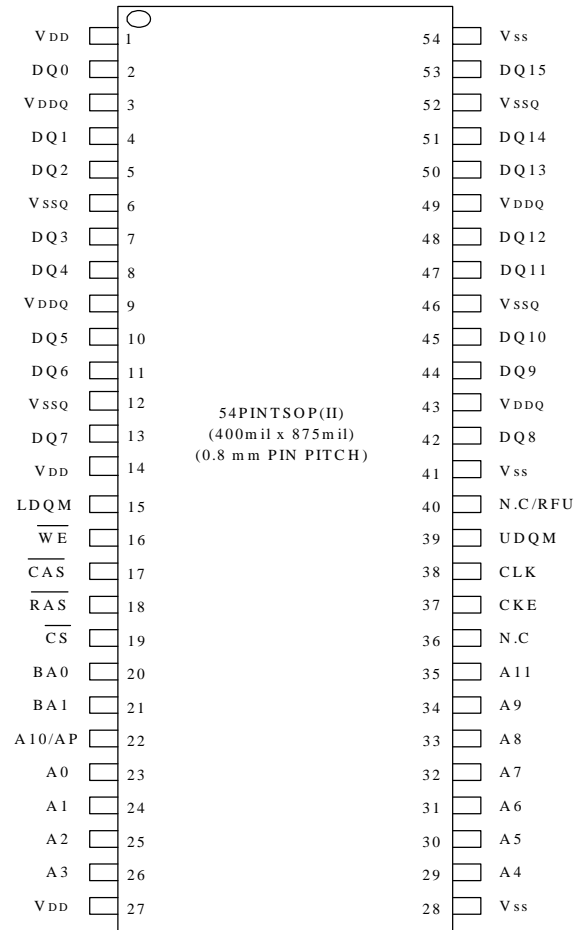 VDD 1 54 VSS
DQ0 2 53 DQ15
VDDQ 3 52 VSSQ
DQ1 4 51 DQ14
DQ2 5 50 DQ13
VSSQ 6 49 VDDQ
DQ3 7 48 DQ12
DQ4 8 47 DQ11
VDDQ 9 46 VSSQ
DQ5 10 45 DQ10
DQ6 11 44 DQ9
VSSQ 12 43 VDDQ
DQ7 13 42 DQ8
VDD 14 41 VSS
LDQM 15 40 N.C/RFU
WE 16 39 UDQM
CAS 17 38 CLK
RAS 18 37 CKE
CS 19 36 N.C
BA0 20 35 A11
BA1 21 34 A9
A10/AP 22 33 A8
A0 23 32 A7
A1 24 31 A6
A2 25 30 A5
A3 26 29 A4
VDD 27 28 VSS
54PINTSOP(II)
(400mil x 875mil)
(0.8 mm PIN PITCH)